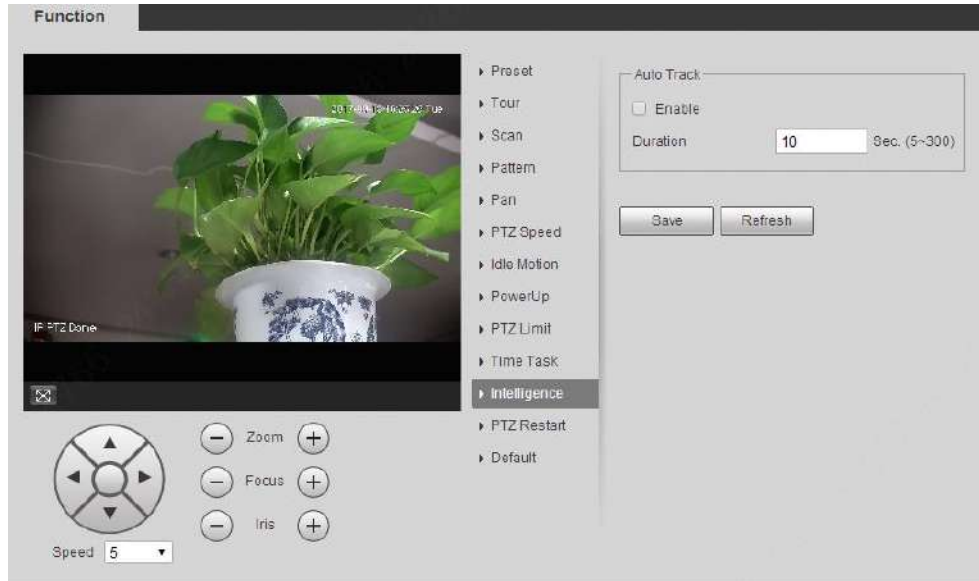 Function
IP PTZ Dome
Preset
Tour
Scan
Pattern
Pan
PTZ Speed
Idle Motion
PowerUp
PTZ Limit
Time Task
Intelligence
PTZ Restart
Default
Auto Track
Enable
Duration 10 Sec. (5~300)
Save Refresh
Zoom
Focus
Iris
Speed 5